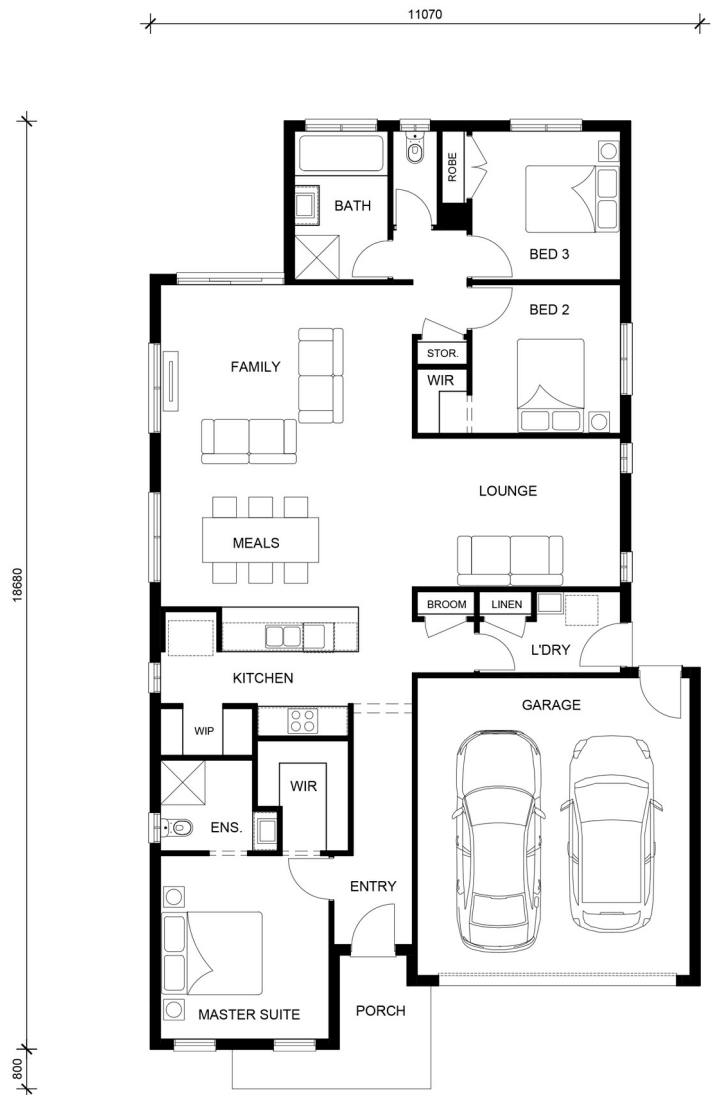 11070
18680
800
BATH
ROBE
BED 3
BED 2
FAMILY
STOR.
WIR
LOUNGE
MEALS
BROOM
LINEN
L'DRY
KITCHEN
GARAGE
WIP
WIR
ENS.
ENTRY
MASTER SUITE
PORCH